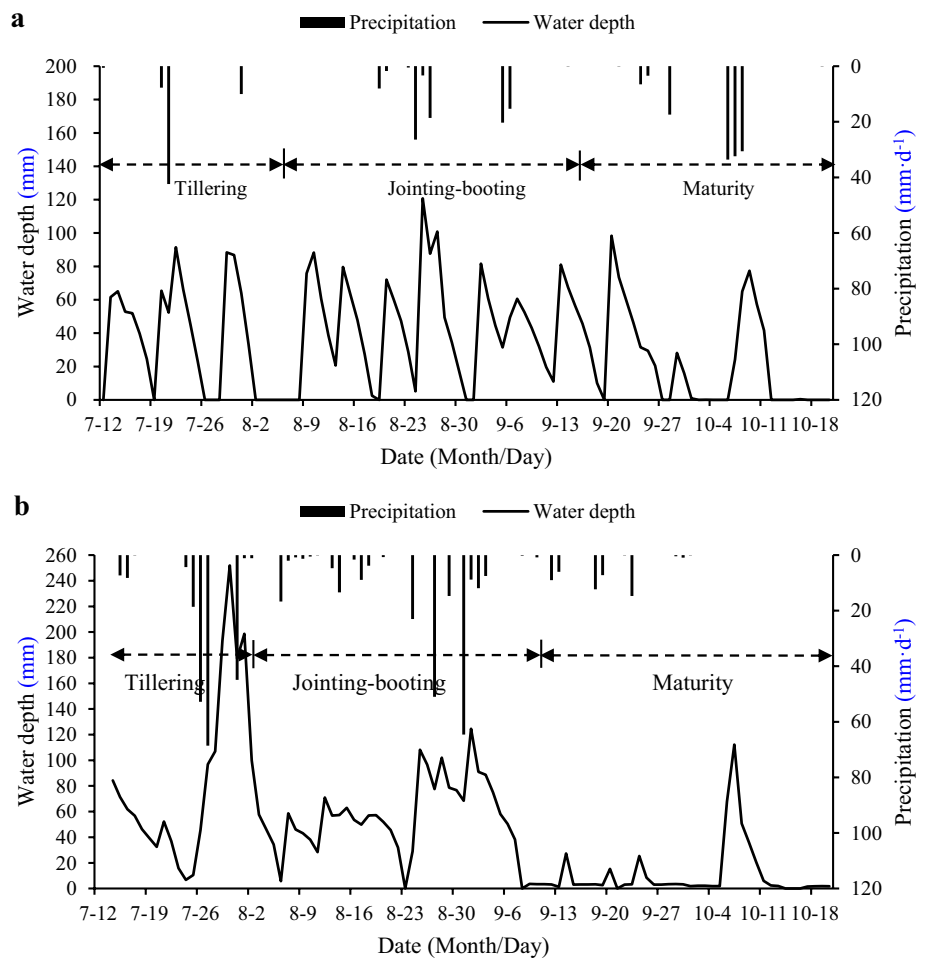 a
Precipitation
Water depth
200
180
160
140
120
100
80
60
40
20
0
Water depth (mm)
0
20
40
60
80
100
120
Precipitation (mm·d-1)
Tillering
Jointing-booting
Maturity
7-12 7-19 7-26 8-2 8-9 8-16 8-23 8-30 9-6 9-13 9-20 9-27 10-4 10-11 10-18
Date (Month/Day)
b
Precipitation
Water depth
260
240
220
200
180
160
140
120
100
80
60
40
20
0
Water depth (mm)
0
20
40
60
80
100
120
Precipitation (mm·d-1)
Tillering
Jointing-booting
Maturity
7-12 7-19 7-26 8-2 8-9 8-16 8-23 8-30 9-6 9-13 9-20 9-27 10-4 10-11 10-18
Date (Month/Day)